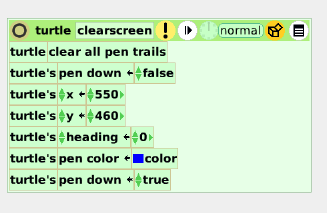 turtle clearscreen ! normal
turtle clear all pen trails
turtle's pen down ← false
turtle's x ← 550
turtle's y ← 460
turtle's heading ← 0
turtle's pen color ← color
turtle's pen down ← true